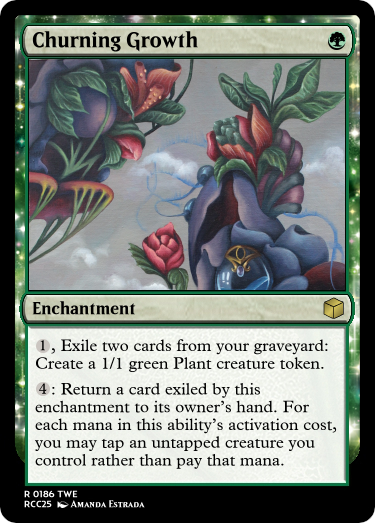 Churning Growth
Enchantment
1, Exile two cards from your graveyard:
Create a 1/1 green Plant creature token.
4: Return a card exiled by this
enchantment to its owner's hand. For
each mana in this ability's activation cost,
you may tap an untapped creature you
control rather than pay that mana.
R 0186 TWE
RCC25 Amanda Estrada